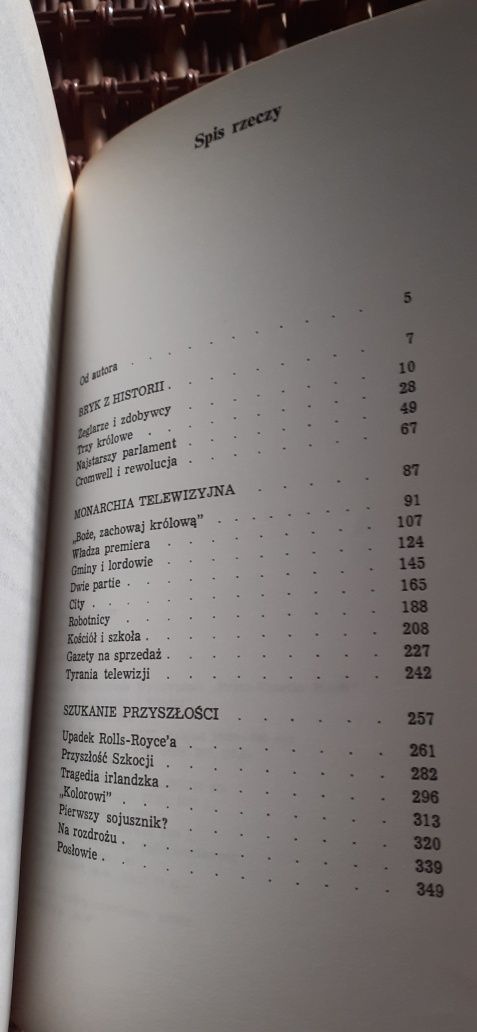 Spis rzeczy
Od autora . . . . . . . . . . 5
BRYK Z HISTORII . . . . . . . . 7
Żeglarze i zdobywcy . . . . . . . 10
Trzy królowe . . . . . . . . . 28
Najstarszy parlament . . . . . . . 49
Cromwell i rewolucja . . . . . . . 67
MONARCHIA TELEWIZYJNA . . . . . 87
„Boże, zachowaj królową” . . . . . . 91
Władza premiera . . . . . . . . 107
Gminy i lordowie . . . . . . . . 124
Dwie partie . . . . . . . . . 145
City . . . . . . . . . . . 165
Robotnicy . . . . . . . . . 188
Kościół i szkoła . . . . . . . . 208
Gazety na sprzedaż . . . . . . . 227
Tyrania telewizji . . . . . . . . 242
SZUKANIE PRZYSZŁOŚCI . . . . . . 257
Upadek Rolls-Royce'a . . . . . . . 261
Przyszłość Szkocji . . . . . . . . 282
Tragedia irlandzka . . . . . . . . 296
„Kolorowi” . . . . . . . . . . 313
Pierwszy sojusznik? . . . . . . . 320
Na rozdrożu . . . . . . . . . 339
Posłowie . . . . . . . . . . 349